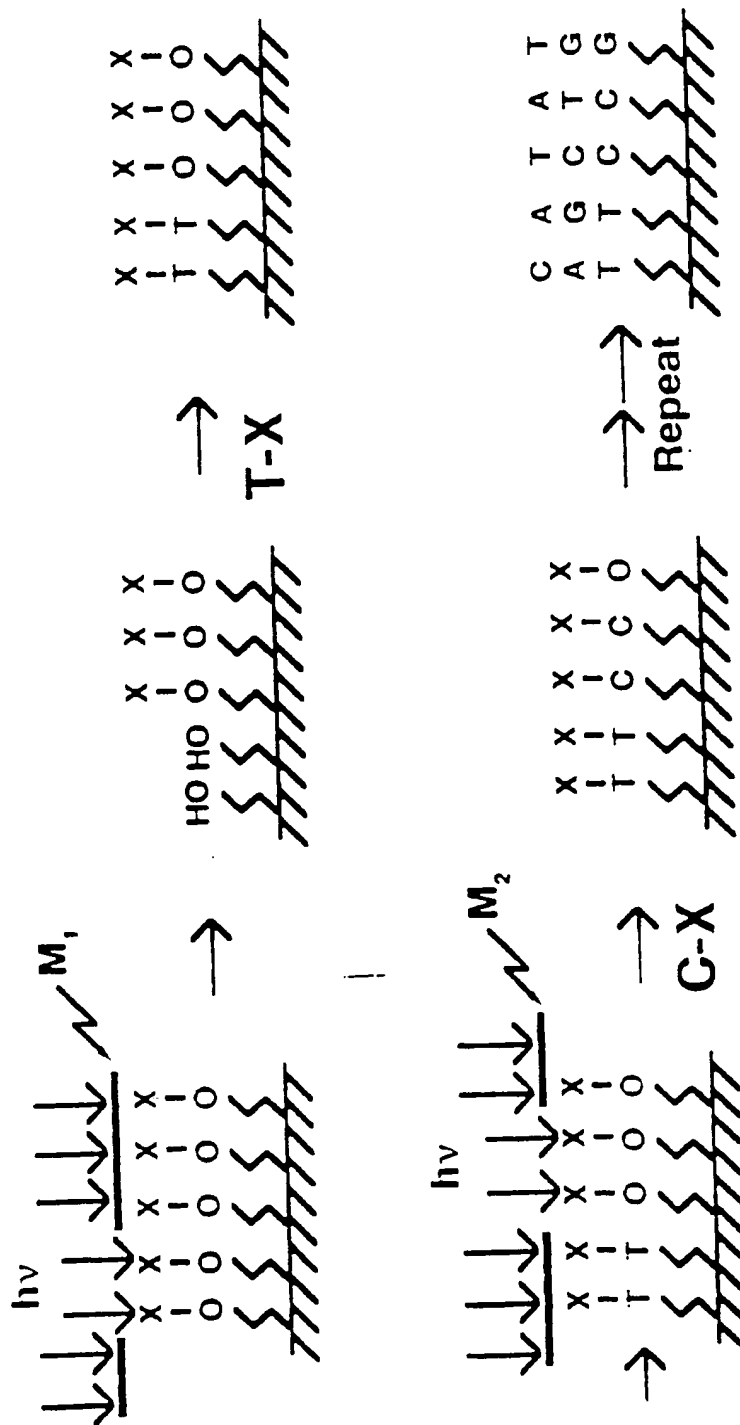 hν
M₁
X X X X X
O O O O O
X X X
HO HO O O O
T-X
X X X X X
T T O O O
hν
M₂
X X X X X
T T O O O
C-X
X X X X X
T T C C O
Repeat
C A T A T
A G C T G
T T C C G